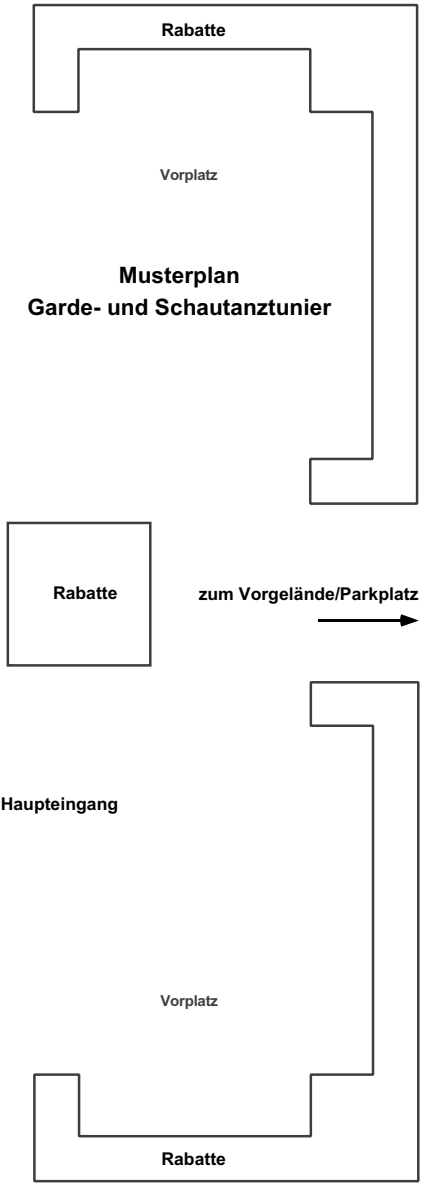 Rabatte
Vorplatz
Musterplan
Garde- und Schautanztunier
Rabatte
zum Vorgelände/Parkplatz
Haupteingang
Vorplatz
Rabatte